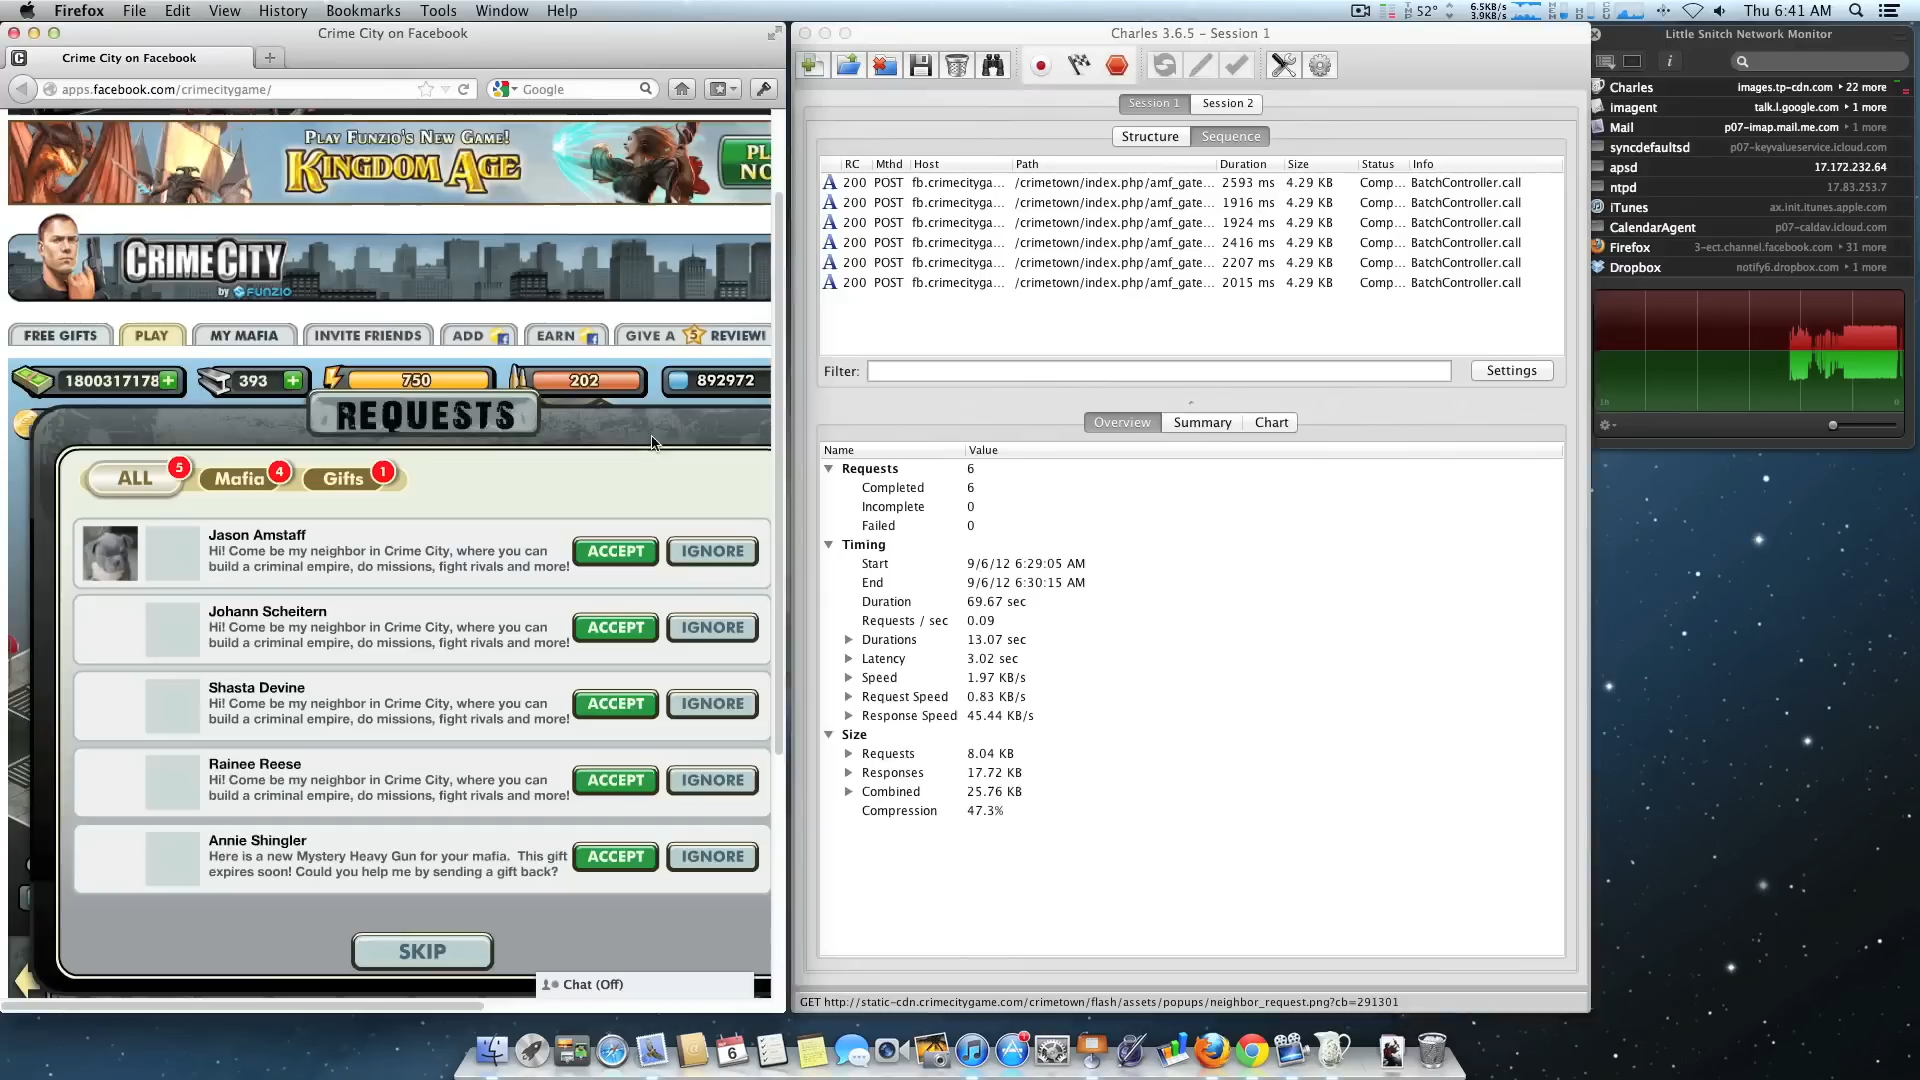 Firefox File Edit View History Bookmarks Tools Window Help
52° 6.5KB/s 3.9KB/s Thu 6:41 AM
Crime City on Facebook
Crime City on Facebook
apps.facebook.com/crimecitygame/ Google
PLAY FUNZIO'S NEW GAME!
KINGDOM AGE
CRIME CITY
by FUNZIO
FREE GIFTS PLAY MY MAFIA INVITE FRIENDS ADD EARN GIVE A 5 REVIEW!
1800317178 393 750 202 892972
REQUESTS
ALL 5 Mafia 4 Gifts 1
Jason Amstaff
Hi! Come be my neighbor in Crime City, where you can
build a criminal empire, do missions, fight rivals and more!
ACCEPT IGNORE
Johann Scheitern
Hi! Come be my neighbor in Crime City, where you can
build a criminal empire, do missions, fight rivals and more!
ACCEPT IGNORE
Shasta Devine
Hi! Come be my neighbor in Crime City, where you can
build a criminal empire, do missions, fight rivals and more!
ACCEPT IGNORE
Rainee Reese
Hi! Come be my neighbor in Crime City, where you can
build a criminal empire, do missions, fight rivals and more!
ACCEPT IGNORE
Annie Shingler
Here is a new Mystery Heavy Gun for your mafia. This gift
expires soon! Could you help me by sending a gift back?
ACCEPT IGNORE
SKIP
Chat (Off)
Charles 3.6.5 - Session 1
Session 1 Session 2
Structure Sequence
RC Mthd Host Path Duration Size Status Info
200 POST fb.crimecityga... /crimetown/index.php/amf_gate... 2593 ms 4.29 KB Comp... BatchController.call
200 POST fb.crimecityga... /crimetown/index.php/amf_gate... 1916 ms 4.29 KB Comp... BatchController.call
200 POST fb.crimecityga... /crimetown/index.php/amf_gate... 1924 ms 4.29 KB Comp... BatchController.call
200 POST fb.crimecityga... /crimetown/index.php/amf_gate... 2416 ms 4.29 KB Comp... BatchController.call
200 POST fb.crimecityga... /crimetown/index.php/amf_gate... 2207 ms 4.29 KB Comp... BatchController.call
200 POST fb.crimecityga... /crimetown/index.php/amf_gate... 2015 ms 4.29 KB Comp... BatchController.call
Filter: Settings
Overview Summary Chart
Name Value
Requests 6
Completed 6
Incomplete 0
Failed 0
Timing
Start 9/6/12 6:29:05 AM
End 9/6/12 6:30:15 AM
Duration 69.67 sec
Requests / sec 0.09
Durations 13.07 sec
Latency 3.02 sec
Speed 1.97 KB/s
Request Speed 0.83 KB/s
Response Speed 45.44 KB/s
Size
Requests 8.04 KB
Responses 17.72 KB
Combined 25.76 KB
Compression 47.3%
GET http://static-cdn.crimecitygame.com/crimetown/flash/assets/popups/neighbor_request.png?cb=291301
Little Snitch Network Monitor
Charles images.tp-cdn.com 22 more
imagent talk.l.google.com 1 more
Mail p07-imap.mail.me.com 1 more
syncdefaultsd p07-keyvalueservice.icloud.com
apsd 17.172.232.64
ntpd 17.83.253.7
iTunes ax.init.itunes.apple.com
CalendarAgent p07-caldav.icloud.com
Firefox 3-ect.channel.facebook.com 31 more
Dropbox notify6.dropbox.com 1 more
1h 0
6